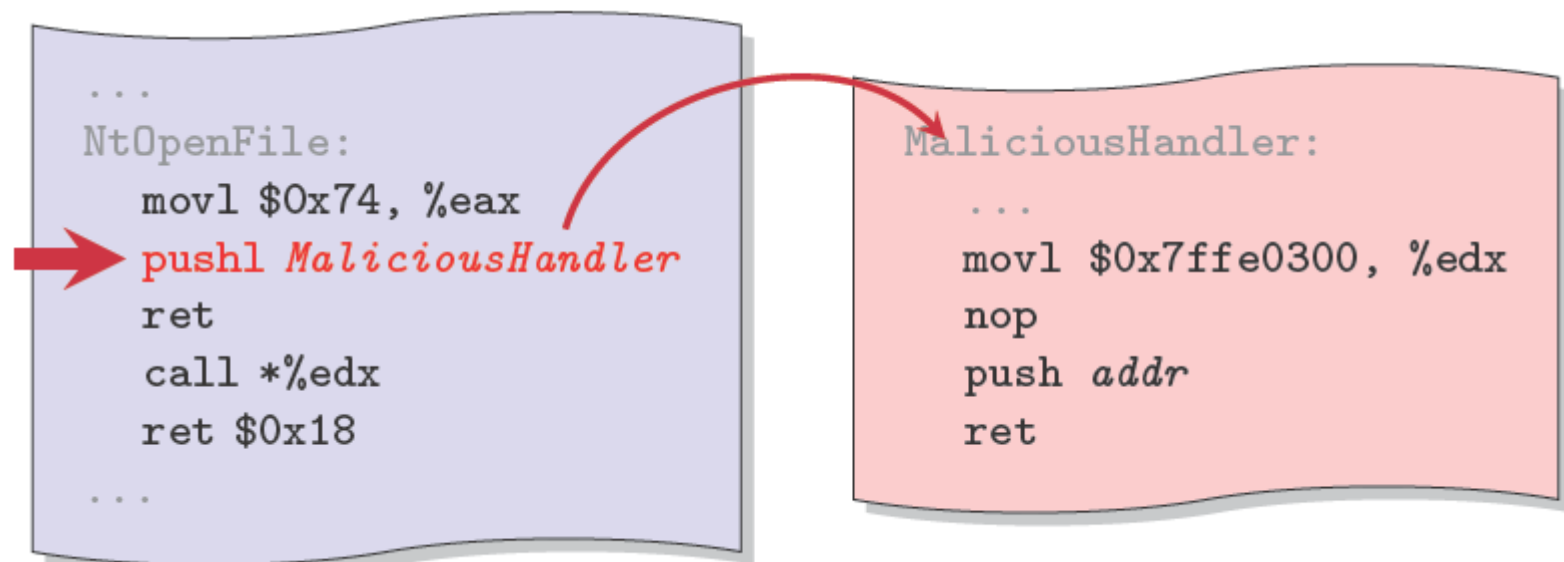 ...
NtOpenFile:
movl $0x74, %eax
pushl MaliciousHandler
ret
call *%edx
ret $0x18
...
MaliciousHandler:
...
movl $0x7ffe0300, %edx
nop
push addr
ret